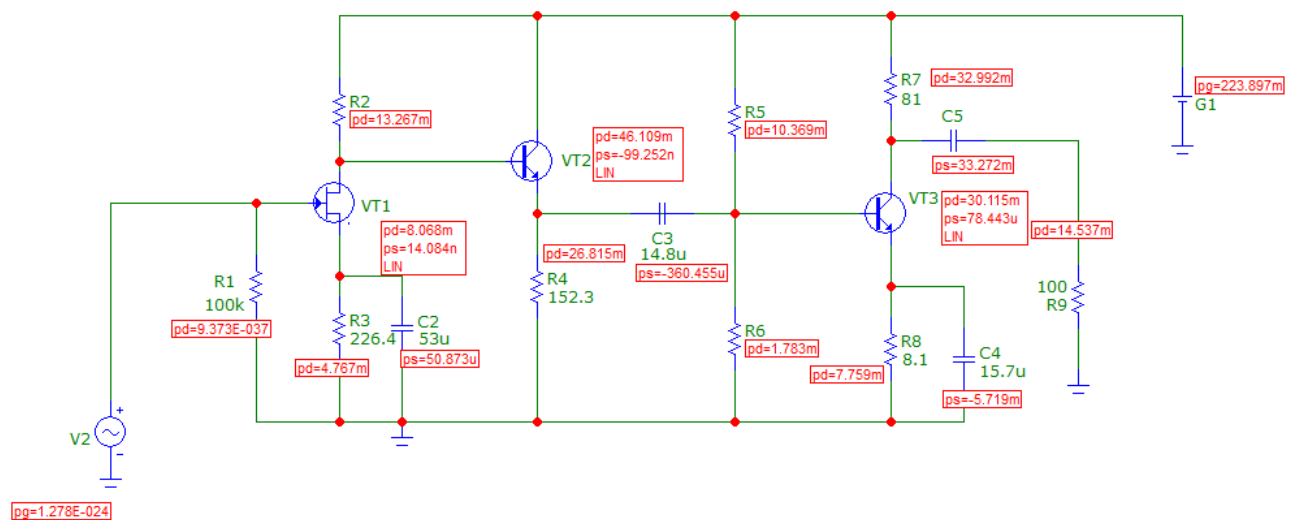 R2
pd=13.267m
VT1
pd=8.068m
ps=14.084n
LIN
R1
100k
pd=9.373E-037
R3
226.4
pd=4.767m
C2
53u
ps=50.873u
V2
+
-
pg=1.278E-024
pd=46.109m
ps=-99.252n
LIN
VT2
C3
14.8u
ps=-360.455u
pd=26.815m
R4
152.3
R5
pd=10.369m
R6
pd=1.783m
R7
81
pd=32.992m
C5
ps=33.272m
VT3
pd=30.115m
ps=78.443u
LIN
pd=14.537m
100
R9
R8
8.1
pd=7.759m
C4
15.7u
ps=-5.719m
pg=223.897m
G1